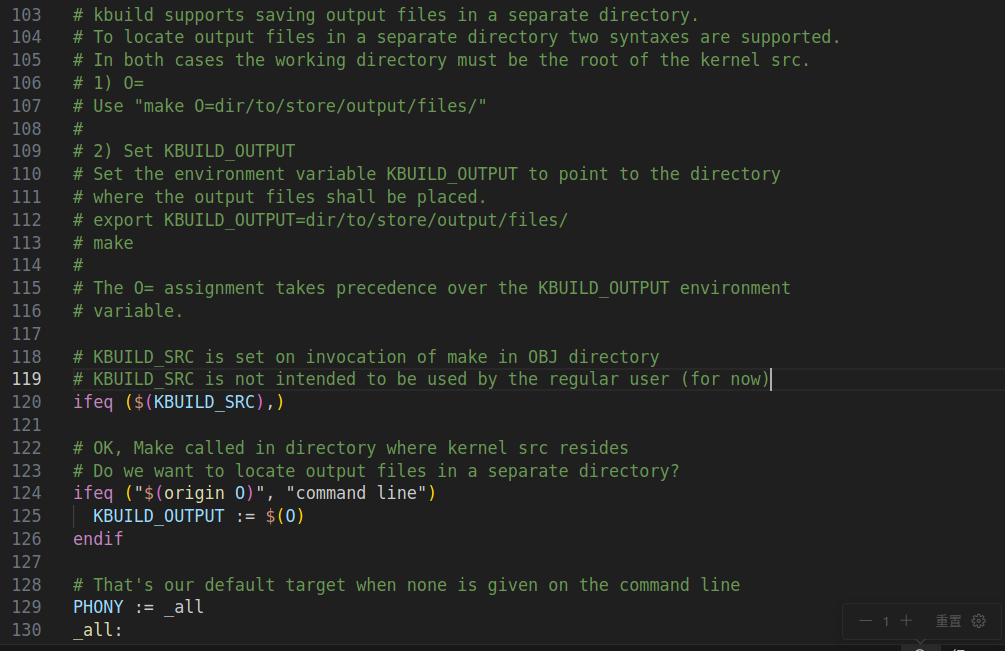 103 # kbuild supports saving output files in a separate directory.
104 # To locate output files in a separate directory two syntaxes are supported.
105 # In both cases the working directory must be the root of the kernel src.
106 # 1) O=
107 # Use "make O=dir/to/store/output/files/"
108 #
109 # 2) Set KBUILD_OUTPUT
110 # Set the environment variable KBUILD_OUTPUT to point to the directory
111 # where the output files shall be placed.
112 # export KBUILD_OUTPUT=dir/to/store/output/files/
113 # make
114 #
115 # The O= assignment takes precedence over the KBUILD_OUTPUT environment
116 # variable.
117
118 # KBUILD_SRC is set on invocation of make in OBJ directory
119 # KBUILD_SRC is not intended to be used by the regular user (for now)
120 ifeq ($(KBUILD_SRC),)
121
122 # OK, Make called in directory where kernel src resides
123 # Do we want to locate output files in a separate directory?
124 ifeq ("$(origin O)", "command line")
125   KBUILD_OUTPUT := $(O)
126 endif
127
128 # That's our default target when none is given on the command line
129 PHONY := _all
130 _all:
— 1 + 重置